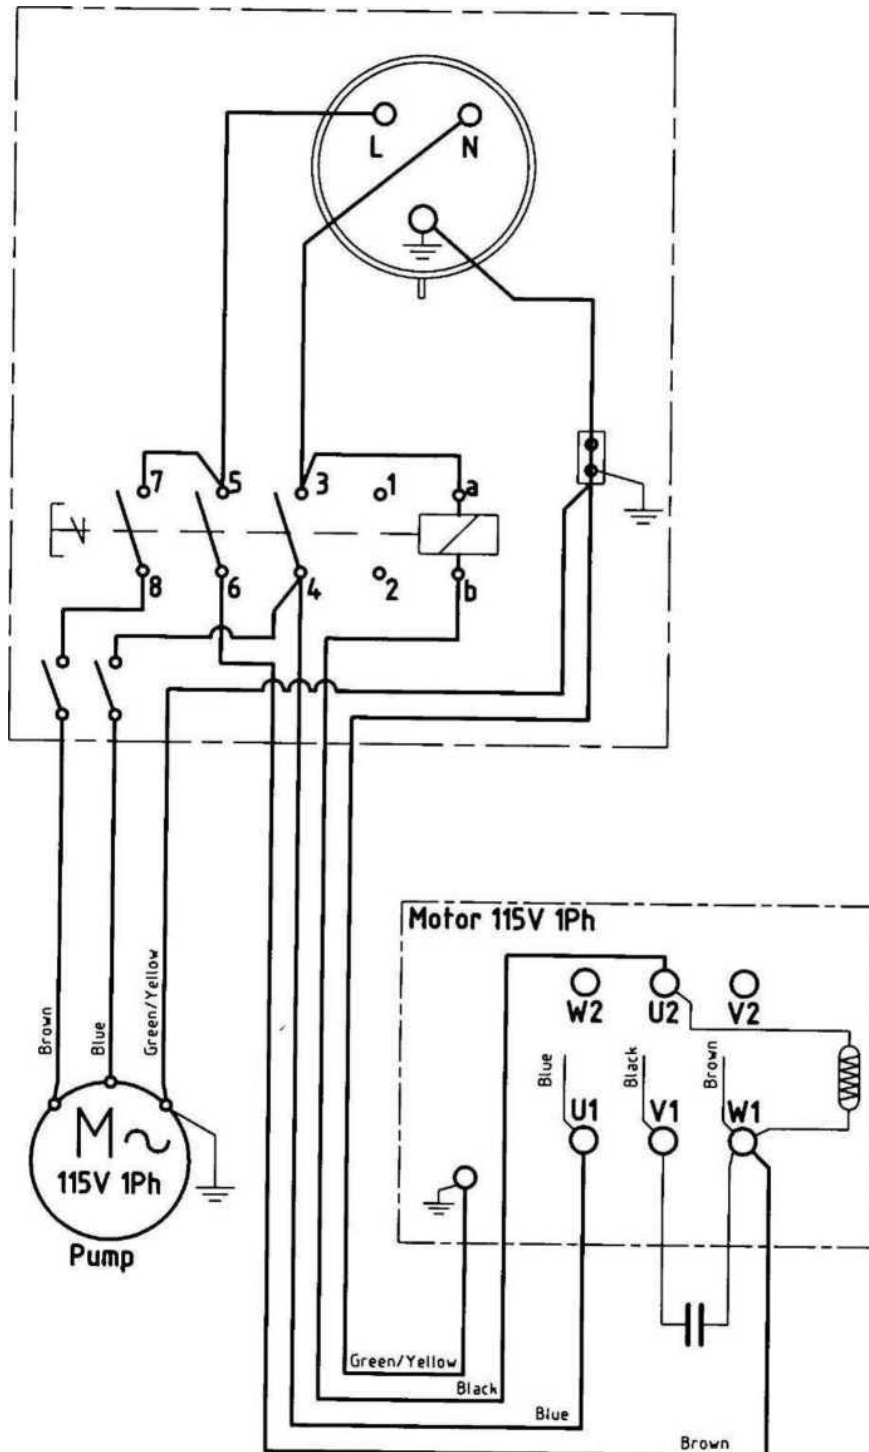 L N
7 5 3 1 a
8 6 4 2 b
Motor 115V 1Ph
W2 U2 V2
Brown
Blue
Green/Yellow
Blue
Black
Brown
U1 V1 W1
M
115V 1Ph
Pump
Green/Yellow
Black
Blue
Brown